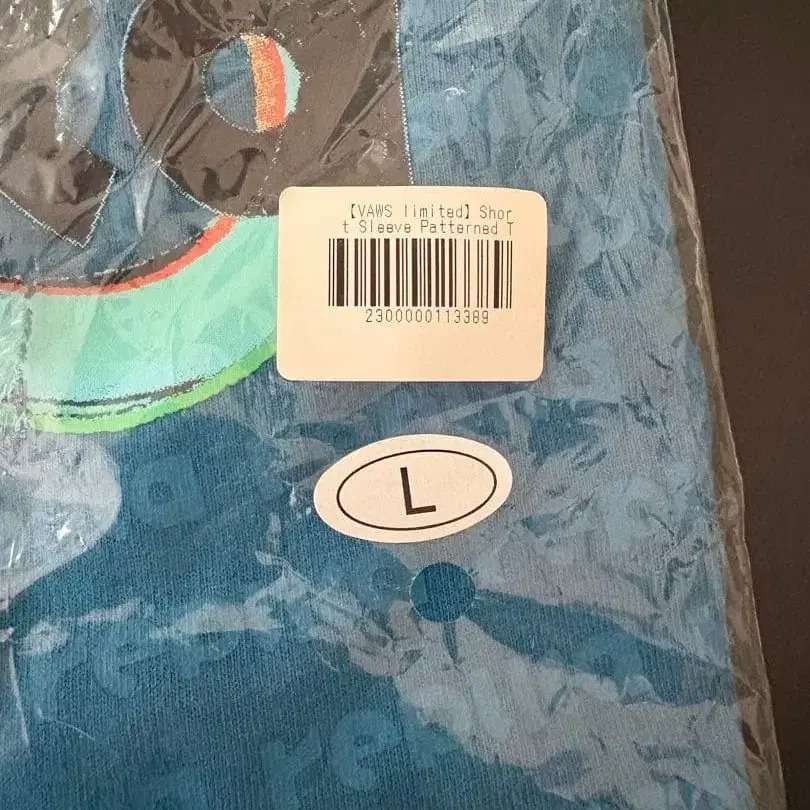 【VAWS limited】Shor
t Sleeve Patterned T
2300000113389
L